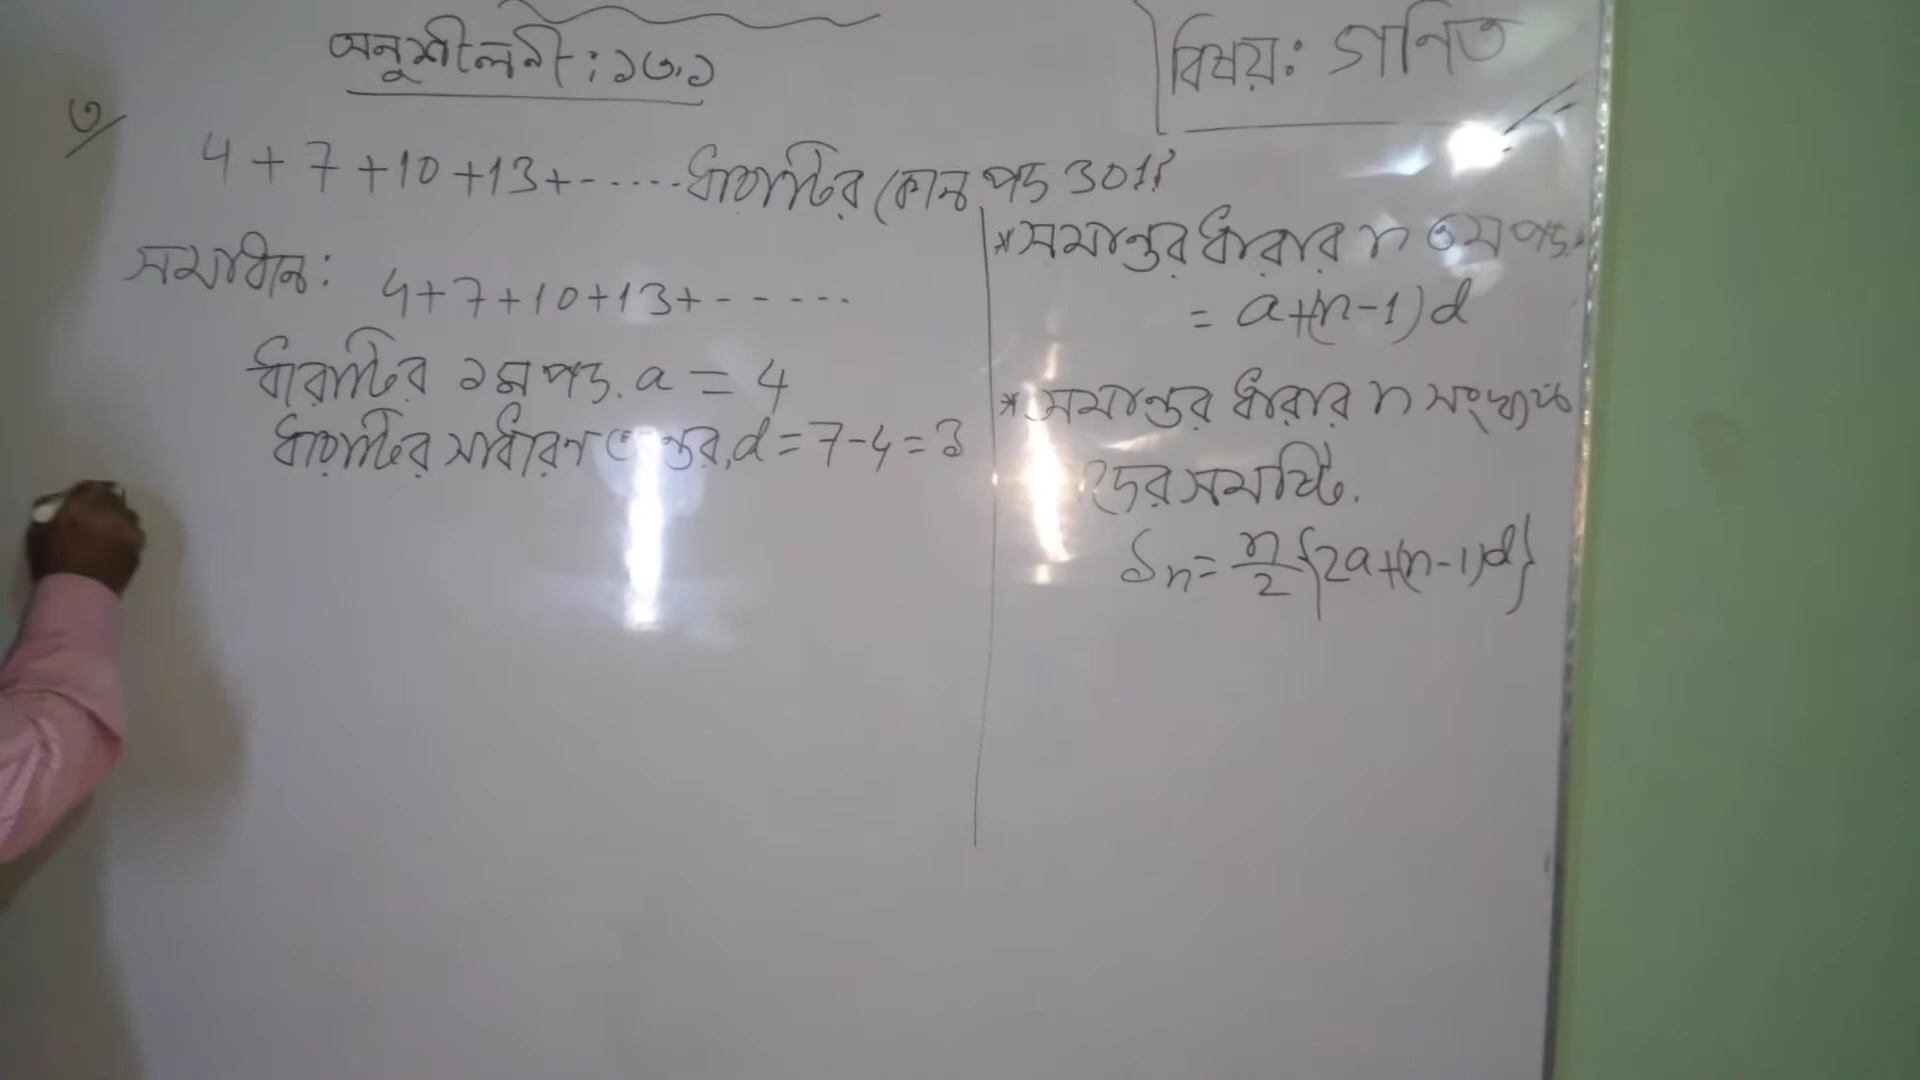 অনুশীলনী : ১৩.১
বিষয়ঃ গনিত
৩/
4 + 7 + 10 + 13 + ...... ধারাটির কোন পদ 301?
সমাধান: 4+7+10+13+ ------
ধারাটির ১ম পদ, a = 4
ধারাটির সাধারণ অন্তর, d = 7-4 = 3
* সমান্তর ধারার n তম পদ.
= a+(n-1)d
* সমান্তর ধারার n সংখ্যক
পদের সমষ্টি.
Sn = n/2 {2a+(n-1)d}